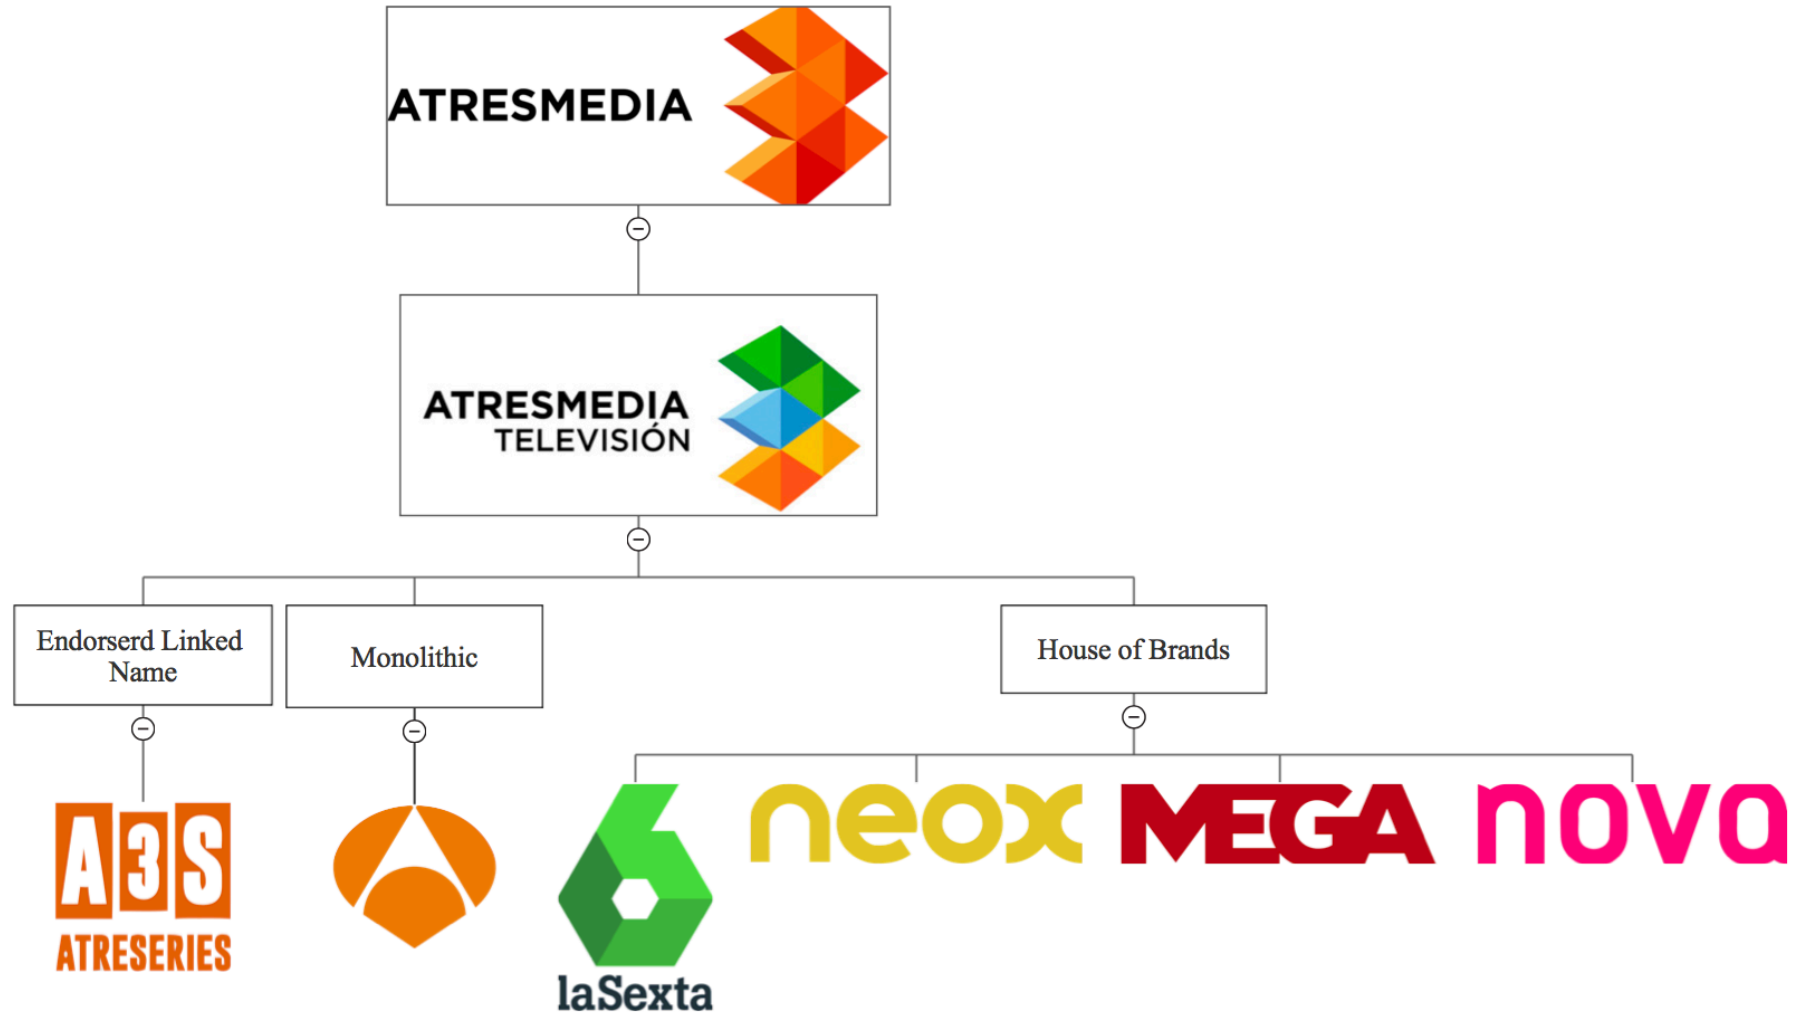 ATRESMEDIA
ATRESMEDIA
TELEVISIÓN
Endorserd Linked
Name
Monolithic
House of Brands
A3S
ATRESERIES
laSexta
neox
MEGA
nova